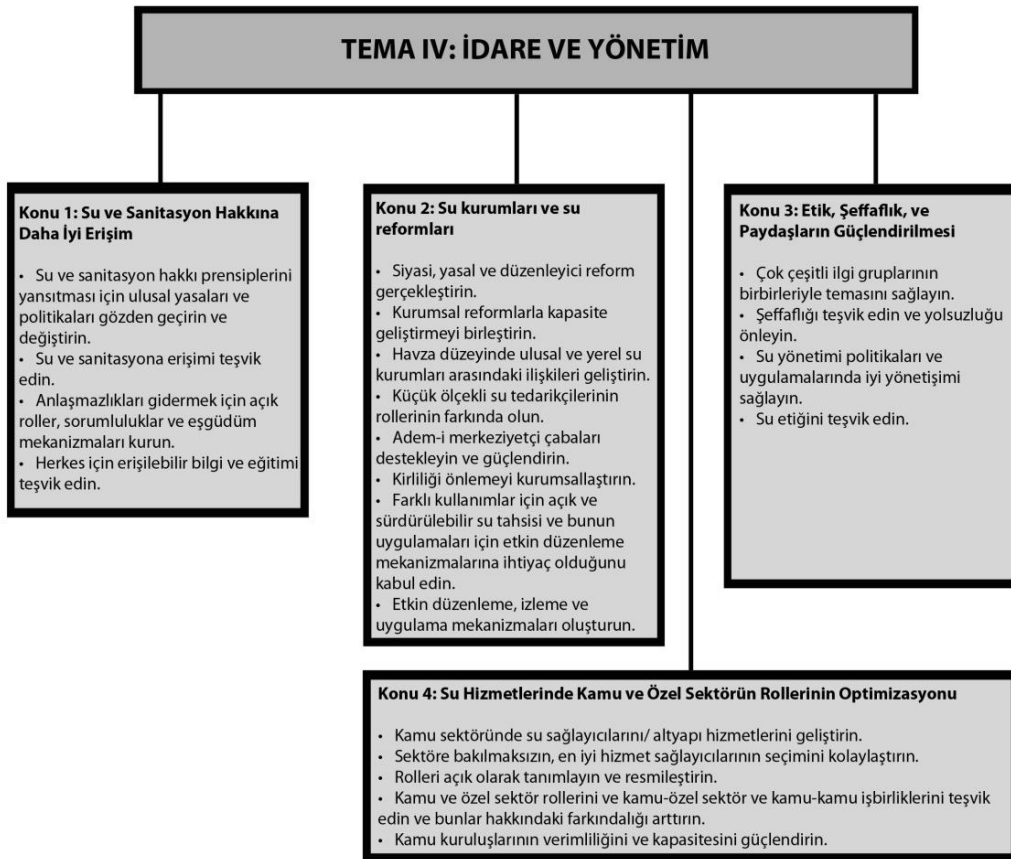 TEMA IV: İDARE VE YÖNETİM
Konu 1: Su ve Sanitasyon Hakkına
Daha İyi Erişim
• Su ve sanitasyon hakkı prensiplerini
yansıtması için ulusal yasaları ve
politikaları gözden geçirin ve
değiştirin.
• Su ve sanitasyona erişimi teşvik
edin.
• Anlaşmazlıkları gidermek için açık
roller, sorumluluklar ve eşgüdüm
mekanizmaları kurun.
• Herkes için erişilebilir bilgi ve eğitimi
teşvik edin.
Konu 2: Su kurumları ve su
reformları
• Siyasi, yasal ve düzenleyici reform
gerçekleştirin.
• Kurumsal reformlarla kapasite
geliştirmeyi birleştirin.
• Havza düzeyinde ulusal ve yerel su
kurumları arasındaki ilişkileri geliştirin.
• Küçük ölçekli su tedarikçilerinin
rollerinin farkında olun.
• Adem-i merkeziyetçi çabaları
destekleyin ve güçlendirin.
• Kirliliği önlemeyi kurumsallaştırın.
• Farklı kullanımlar için açık ve
sürdürülebilir su tahsisi ve bunun
uygulamaları için etkin düzenleme
mekanizmalarına ihtiyaç olduğunu
kabul edin.
• Etkin düzenleme, izleme ve
uygulama mekanizmaları oluşturun.
Konu 3: Etik, Şeffaflık, ve
Paydaşların Güçlendirilmesi
• Çok çeşitli ilgi gruplarının
birbirleriyle temasını sağlayın.
• Şeffaflığı teşvik edin ve yolsuzluğu
önleyin.
• Su yönetimi politikaları ve
uygulamalarında iyi yönetişimi
sağlayın.
• Su etiğini teşvik edin.
Konu 4: Su Hizmetlerinde Kamu ve Özel Sektörün Rollerinin Optimizasyonu
• Kamu sektöründe su sağlayıcılarını/ altyapı hizmetlerini geliştirin.
• Sektöre bakılmaksızın, en iyi hizmet sağlayıcılarının seçimini kolaylaştırın.
• Rolleri açık olarak tanımlayın ve resmileştirin.
• Kamu ve özel sektör rollerini ve kamu-özel sektör ve kamu-kamu işbirliklerini teşvik
edin ve bunlar hakkındaki farkındalığı arttırın.
• Kamu kuruluşlarının verimliliğini ve kapasitesini güçlendirin.